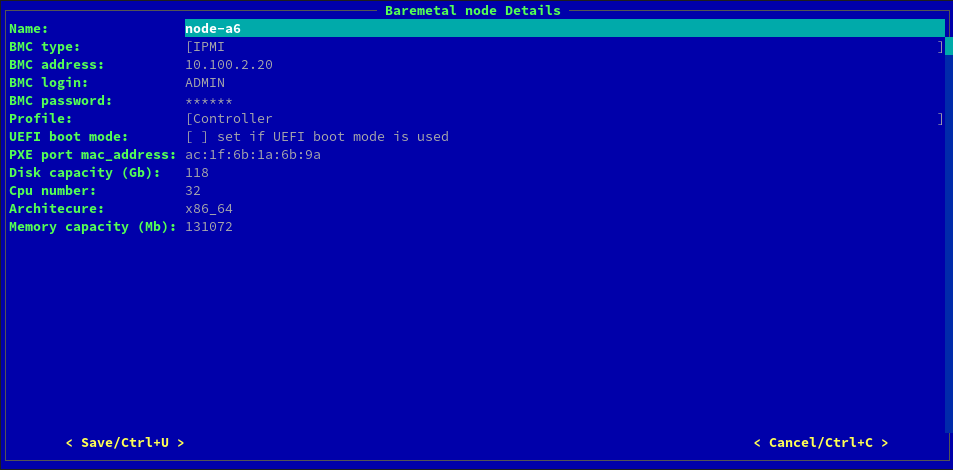 Baremetal node Details
Name: node-a6
BMC type: [IPMI ]
BMC address: 10.100.2.20
BMC login: ADMIN
BMC password: ******
Profile: [Controller ]
UEFI boot mode: [ ] set if UEFI boot mode is used
PXE port mac_address: ac:1f:6b:1a:6b:9a
Disk capacity (Gb): 118
Cpu number: 32
Architecure: x86_64
Memory capacity (Mb): 131072
< Save/Ctrl+U > < Cancel/Ctrl+C >